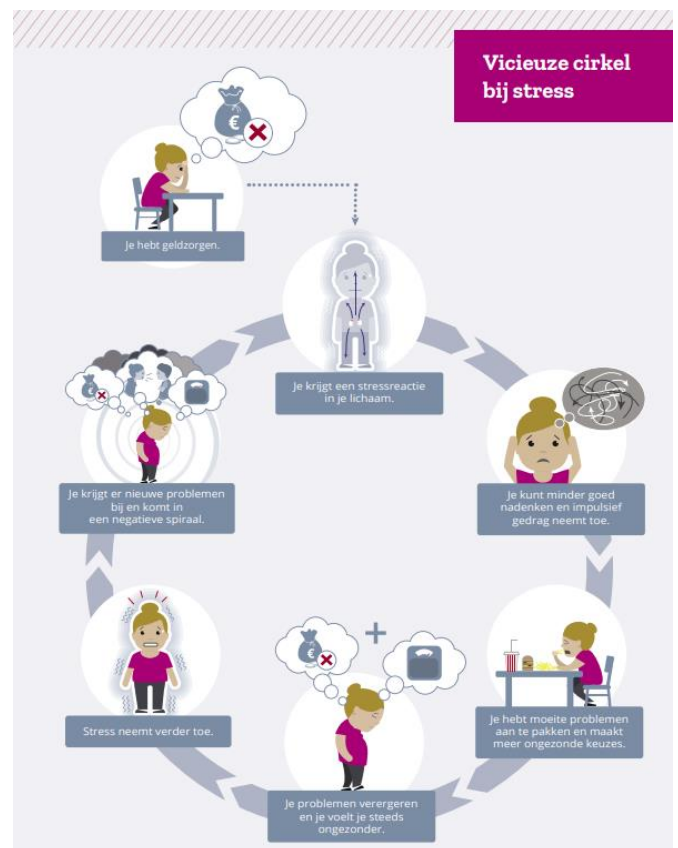 Vicieuze cirkel
bij stress
€
Je hebt geldzorgen.
Je krijgt een stressreactie
in je lichaam.
Je kunt minder goed
nadenken en impulsief
gedrag neemt toe.
Je hebt moeite problemen
aan te pakken en maakt
meer ongezonde keuzes.
€
+
Je problemen verergeren
en je voelt je steeds
ongezonder.
Stress neemt verder toe.
€
Je krijgt er nieuwe problemen
bij en komt in
een negatieve spiraal.